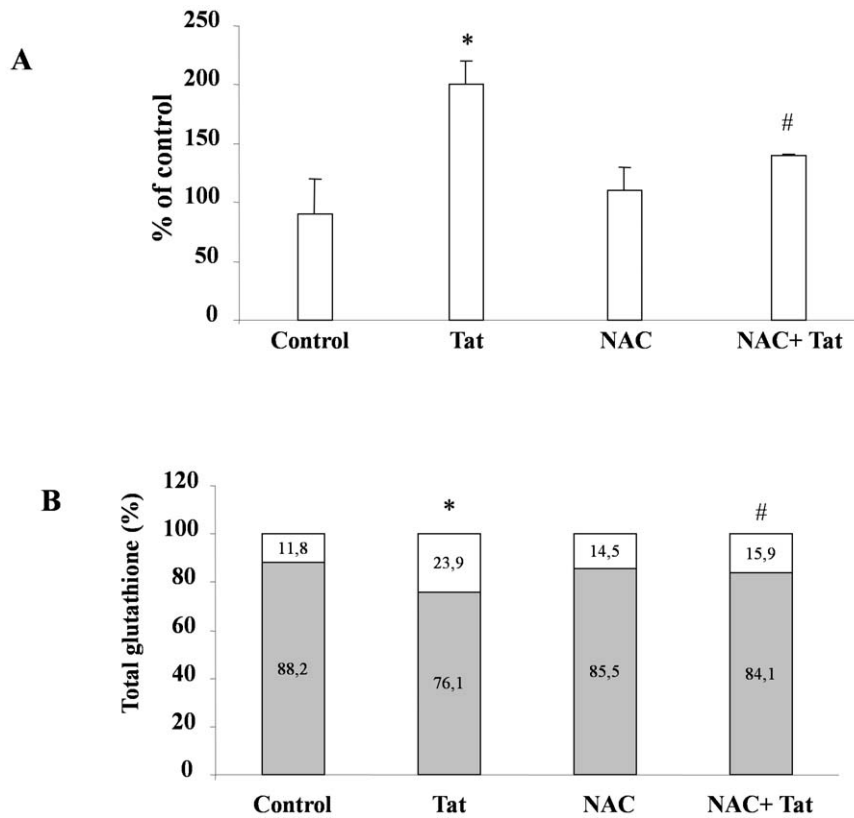 A
% of control
250
200
150
100
50
0
*
#
Control Tat NAC NAC+ Tat
B
Total glutathione (%)
120
100
80
60
40
20
0
*
#
11,8 23,9 14,5 15,9
88,2 76,1 85,5 84,1
Control Tat NAC NAC+ Tat